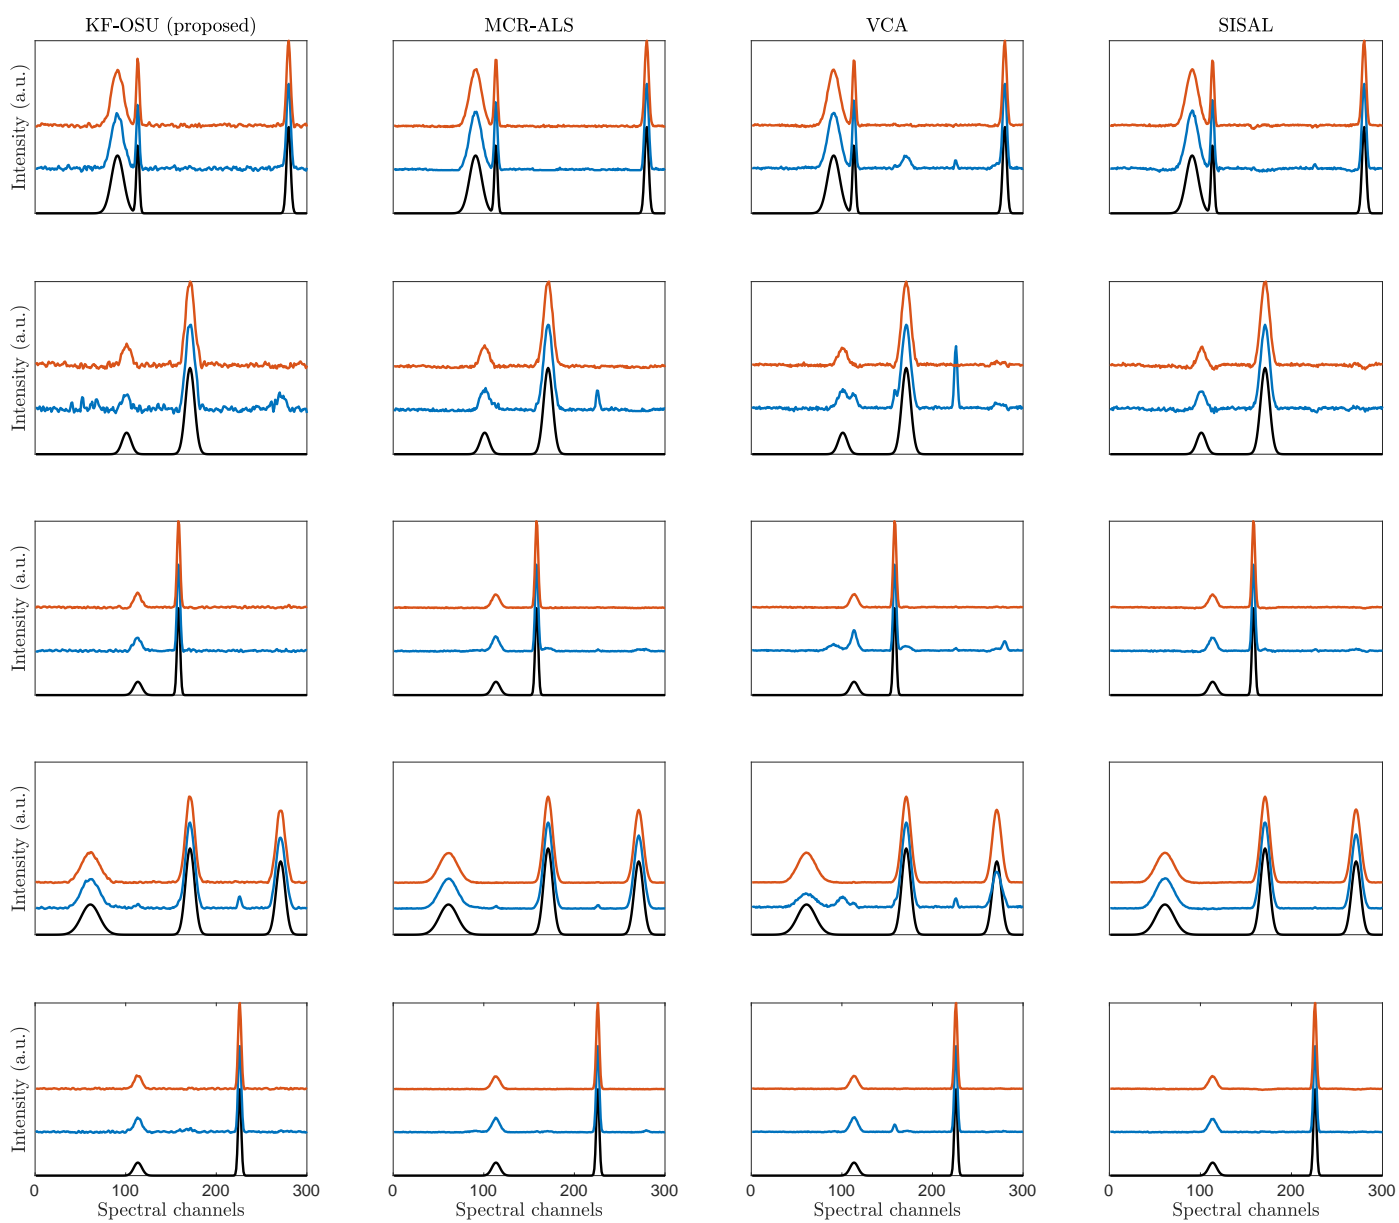 KF-OSU (proposed) MCR-ALS VCA SISAL
Intensity (a.u.)
Intensity (a.u.)
Intensity (a.u.)
Intensity (a.u.)
Intensity (a.u.)
0 100 200 300 0 100 200 300 0 100 200 300 0 100 200 300
Spectral channels Spectral channels Spectral channels Spectral channels